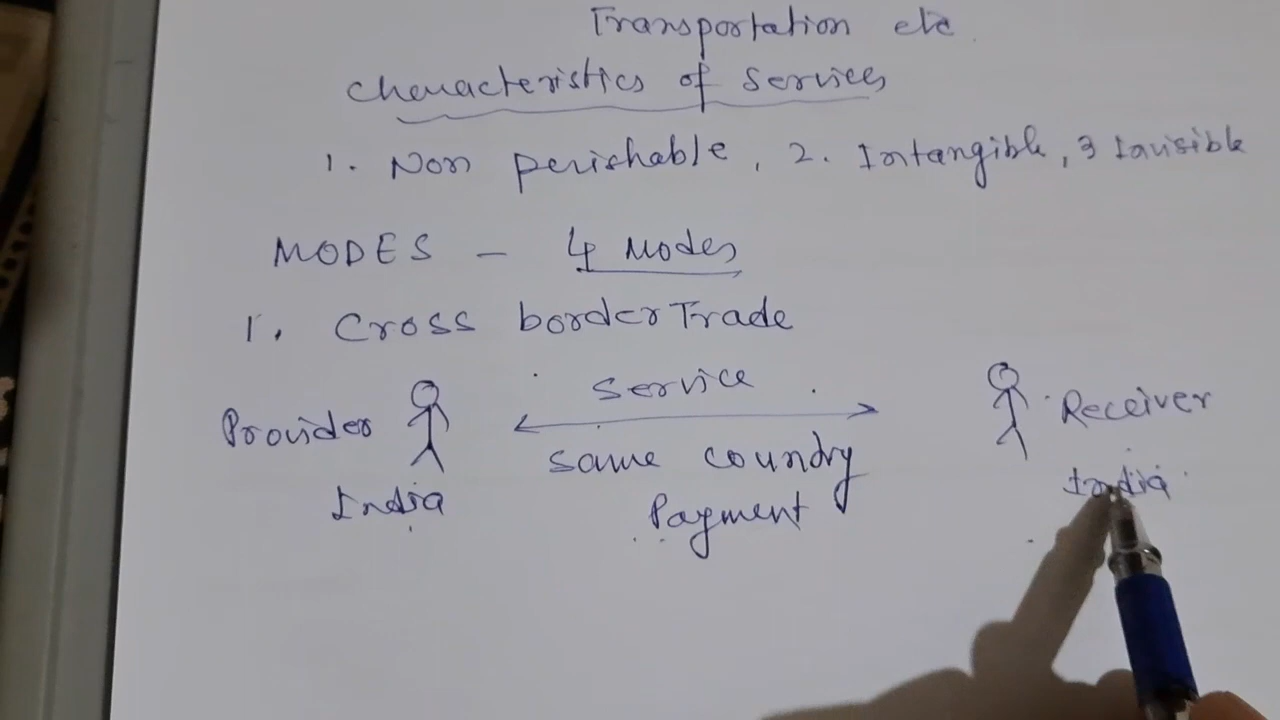 Transportation etc
Characteristics of Services
1. Non perishable, 2. Intangible, 3 Invisible
MODES - 4 Modes
1. Cross border Trade
Service
Provider Receiver
same coundry
India Payment India